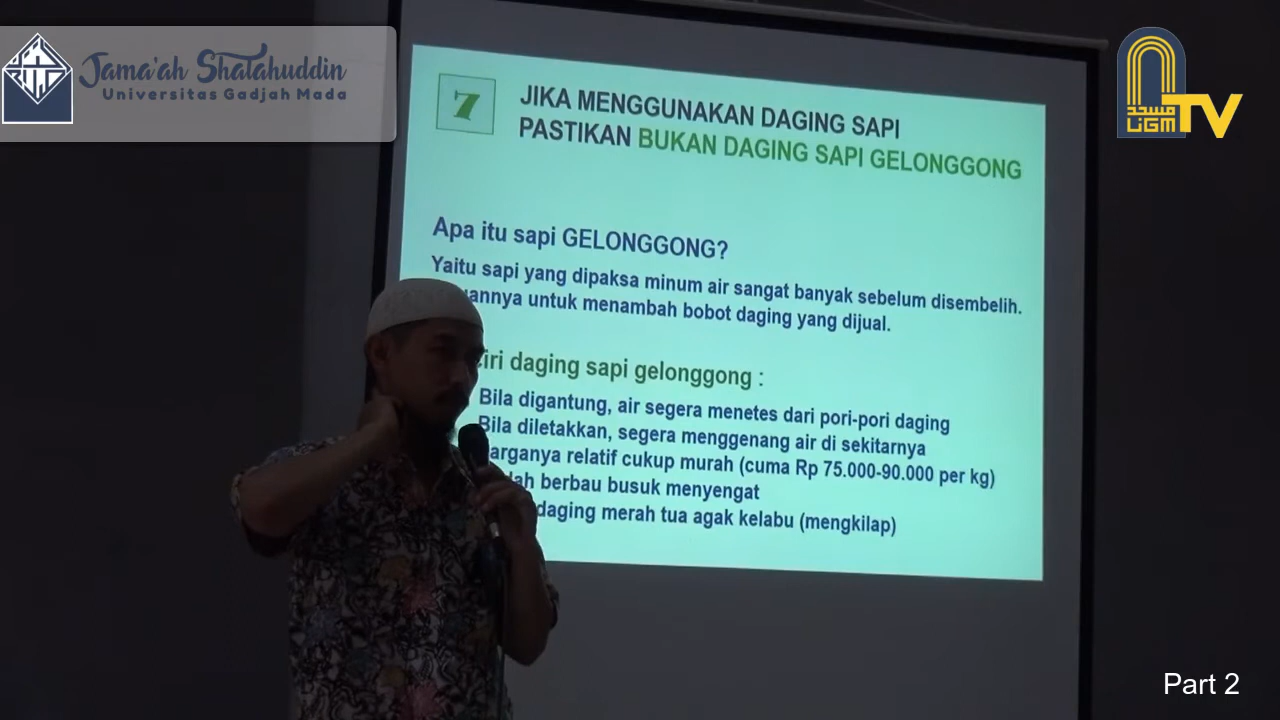 Jama'ah Shalahuddin
Universitas Gadjah Mada
مسجد
UGM
TV
7
JIKA MENGGUNAKAN DAGING SAPI
PASTIKAN BUKAN DAGING SAPI GELONGGONG
Apa itu sapi GELONGGONG?
Yaitu sapi yang dipaksa minum air sangat banyak sebelum disembelih.
untuk menambah bobot daging yang dijual.
daging sapi gelonggong :
Bila digantung, air segera menetes dari pori-pori daging
Bila diletakkan, segera menggenang air di sekitarnya
relatif cukup murah (cuma Rp 75.000-90.000 per kg)
berbau busuk menyengat
daging merah tua agak kelabu (mengkilap)
Part 2